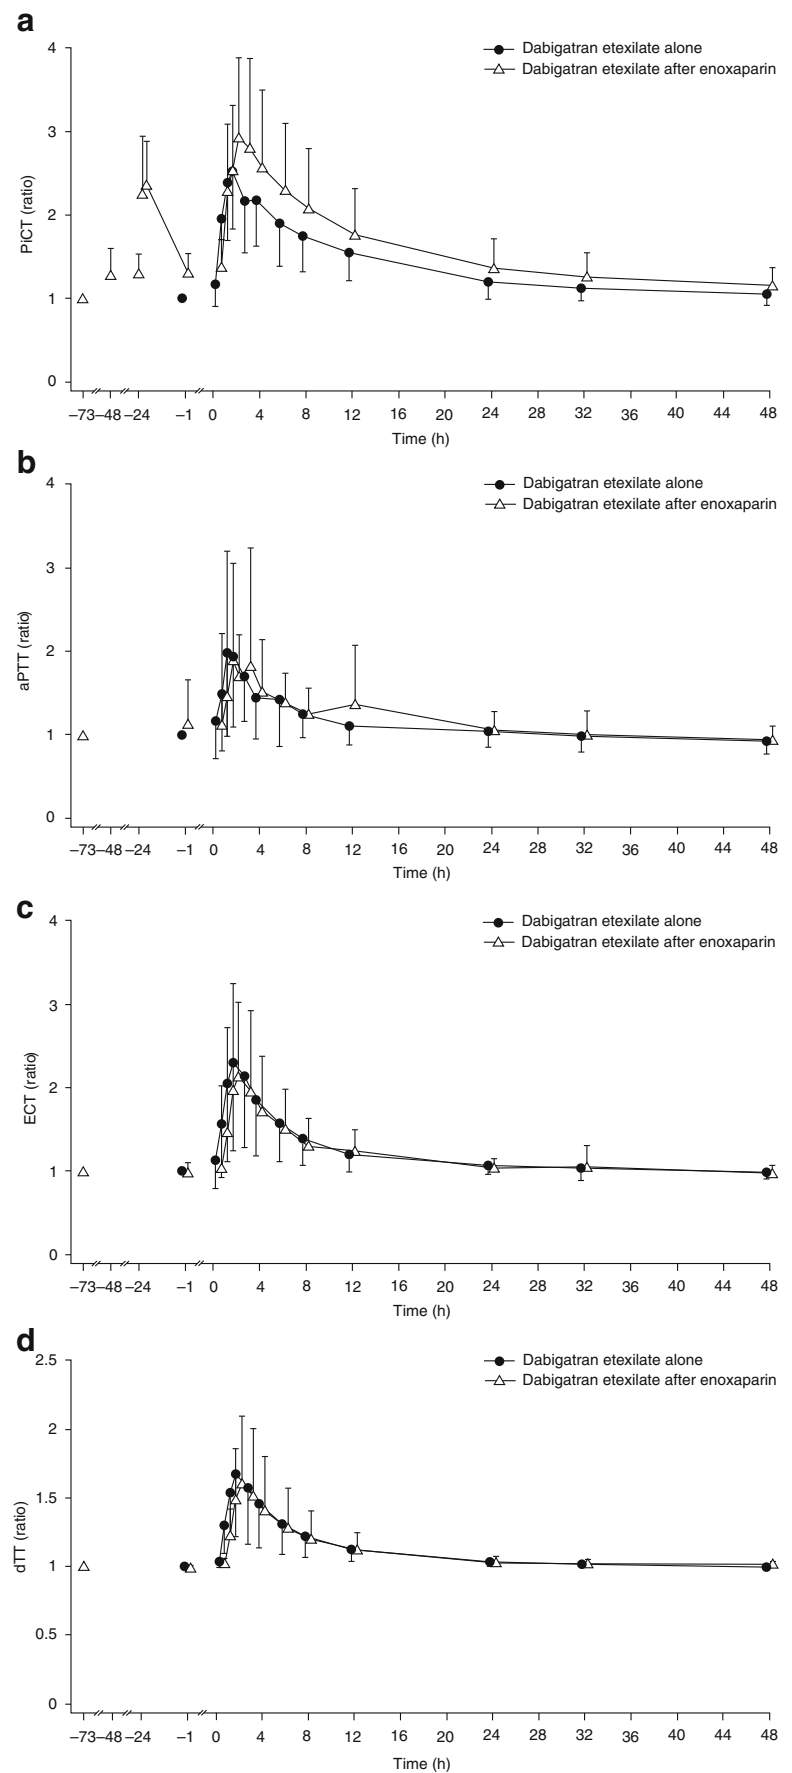 a
4
3
2
1
0
PiCT (ratio)
Dabigatran etexilate alone
Dabigatran etexilate after enoxaparin
–73 –48 –24 –1 0 4 8 12 16 20 24 28 32 36 40 44 48
Time (h)
b
4
3
2
1
0
aPTT (ratio)
Dabigatran etexilate alone
Dabigatran etexilate after enoxaparin
–73 –48 –24 –1 0 4 8 12 16 20 24 28 32 36 40 44 48
Time (h)
c
4
3
2
1
0
ECT (ratio)
Dabigatran etexilate alone
Dabigatran etexilate after enoxaparin
–73 –48 –24 –1 0 4 8 12 16 20 24 28 32 36 40 44 48
Time (h)
d
2.5
2
1.5
1
0.5
0
dTT (ratio)
Dabigatran etexilate alone
Dabigatran etexilate after enoxaparin
–73 –48 –24 –1 0 4 8 12 16 20 24 28 32 36 40 44 48
Time (h)